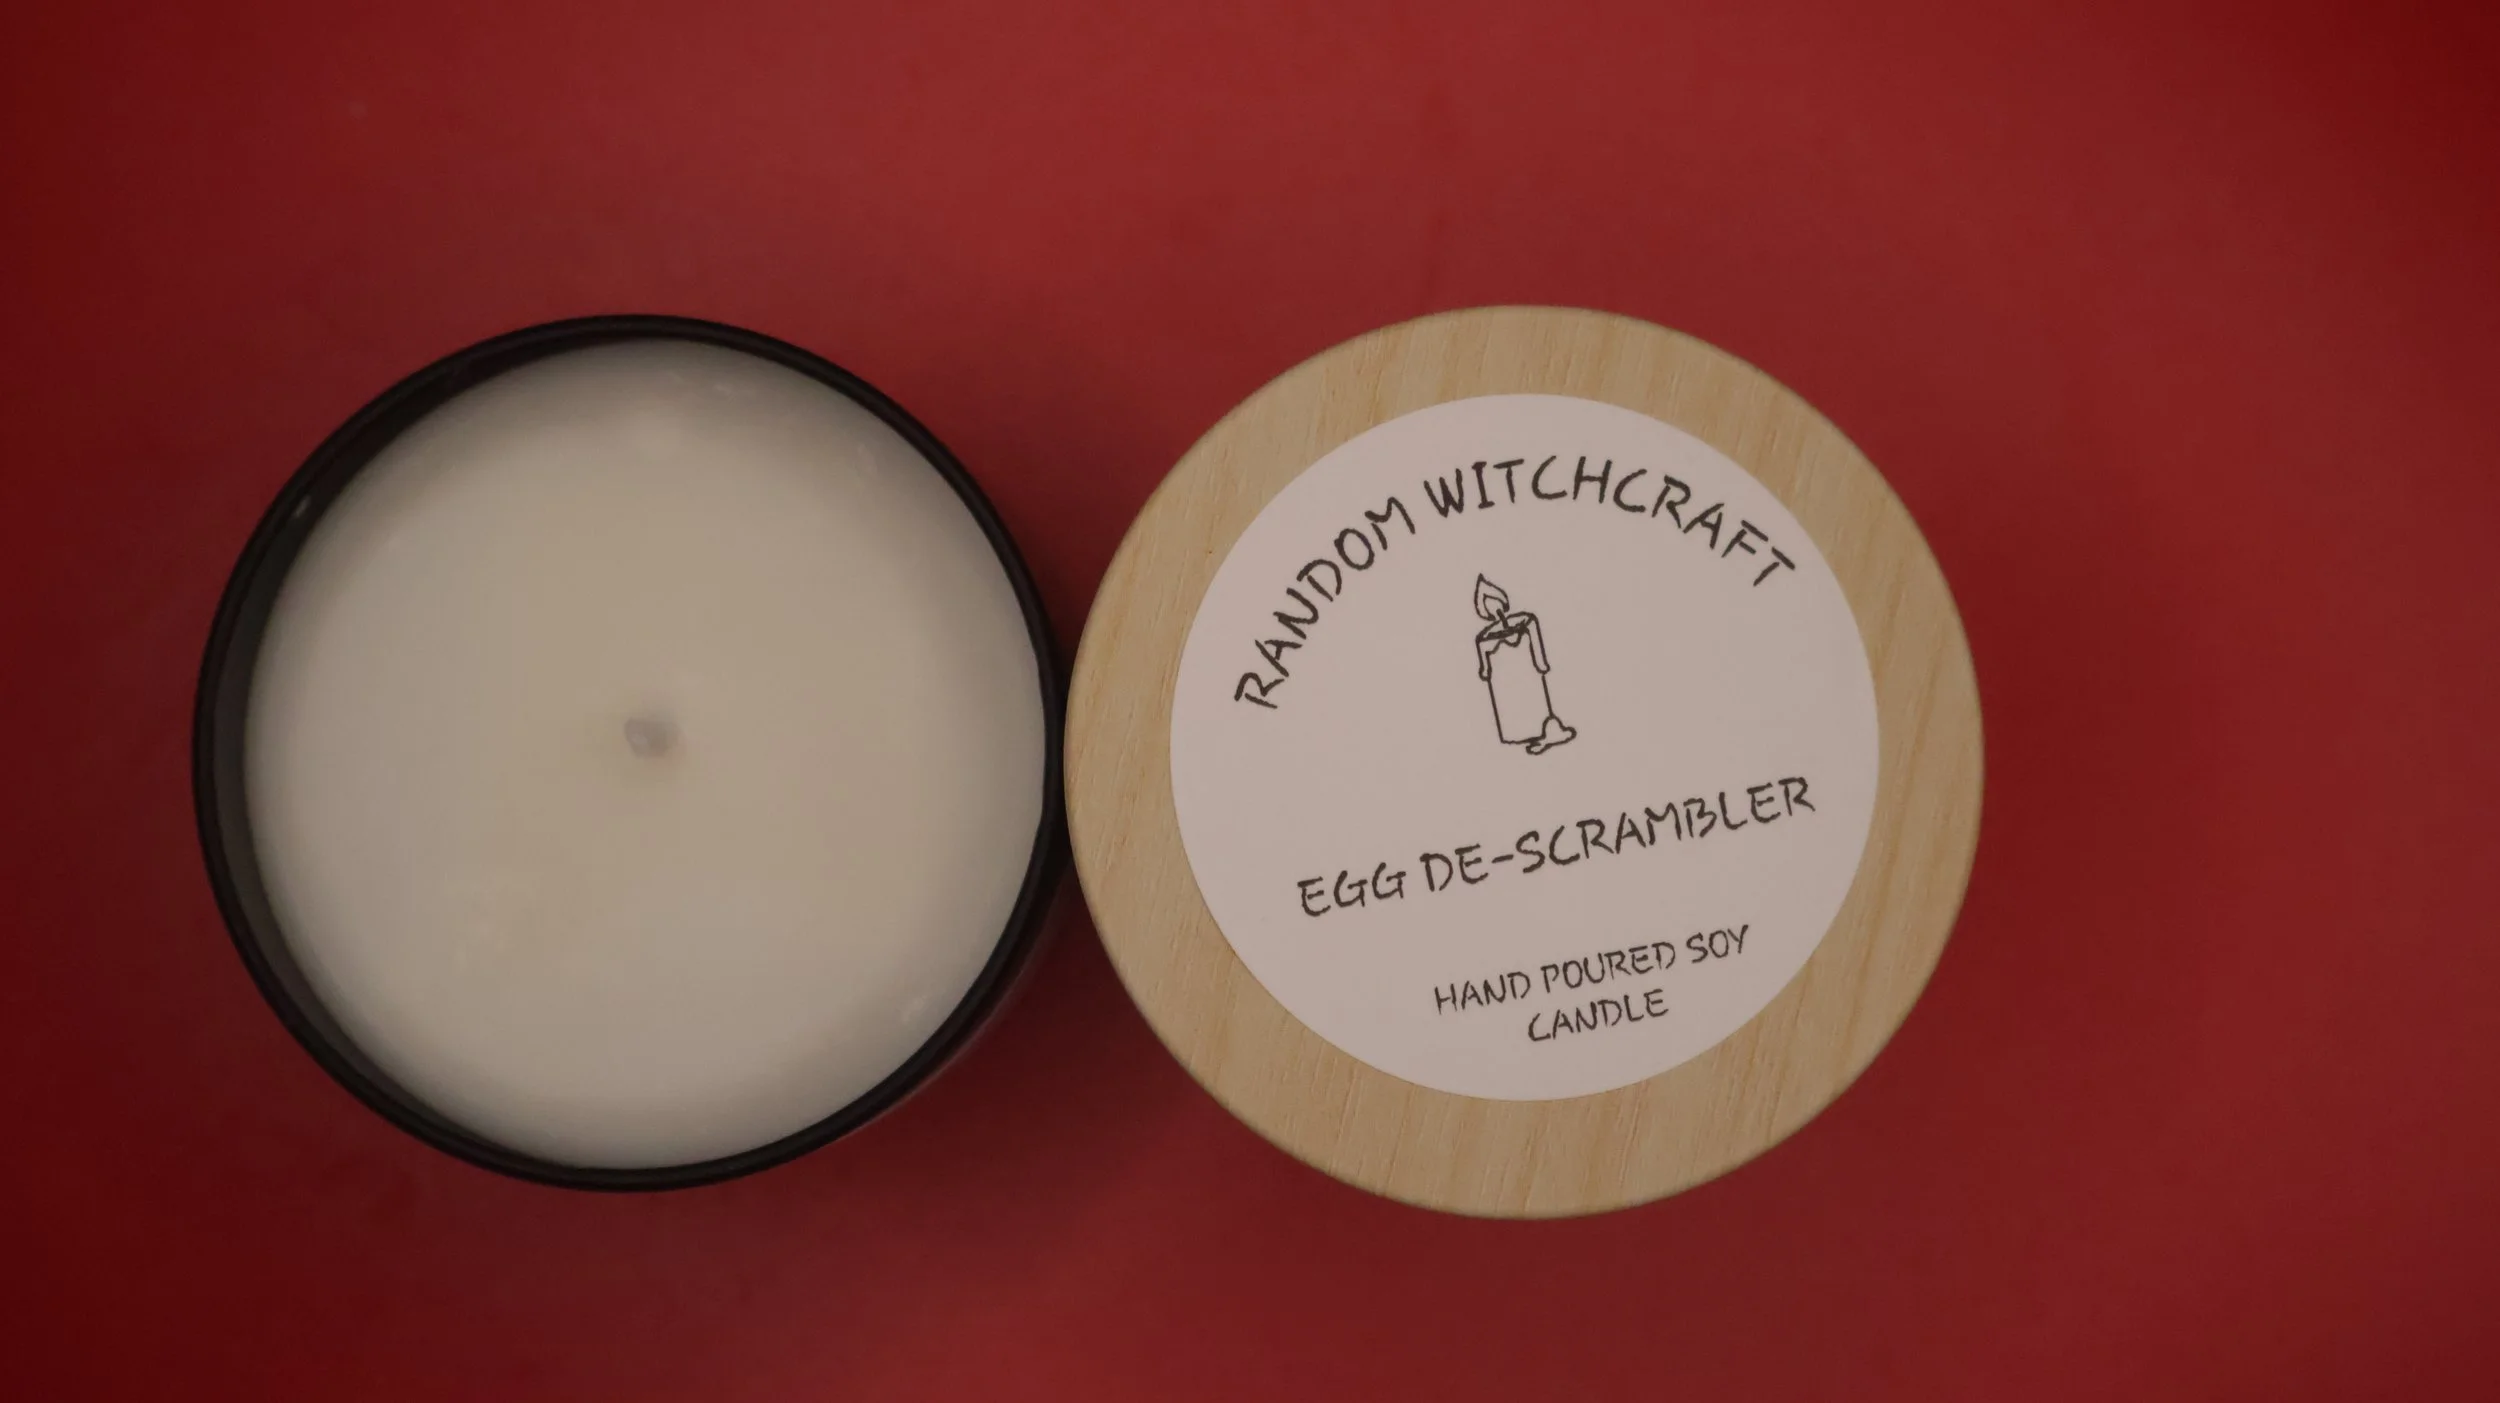 RANDOM WITCHCRAFT
EGG DE-SCRAMBLER
HAND POURED SOY
CANDLE